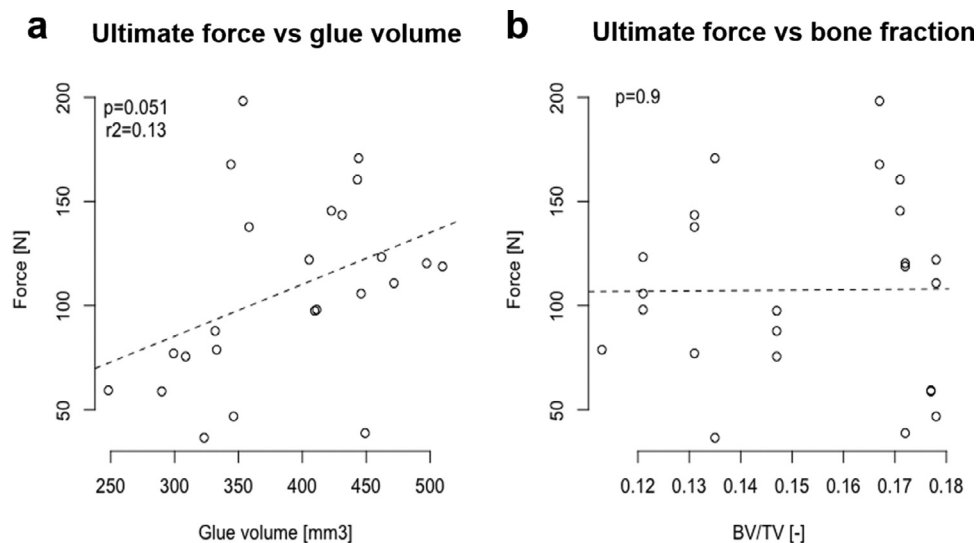 a Ultimate force vs glue volume
p=0.051
r2=0.13
Force [N]
200
150
100
50
250 300 350 400 450 500
Glue volume [mm3]
b Ultimate force vs bone fraction
p=0.9
Force [N]
200
150
100
50
0.12 0.13 0.14 0.15 0.16 0.17 0.18
BV/TV [-]